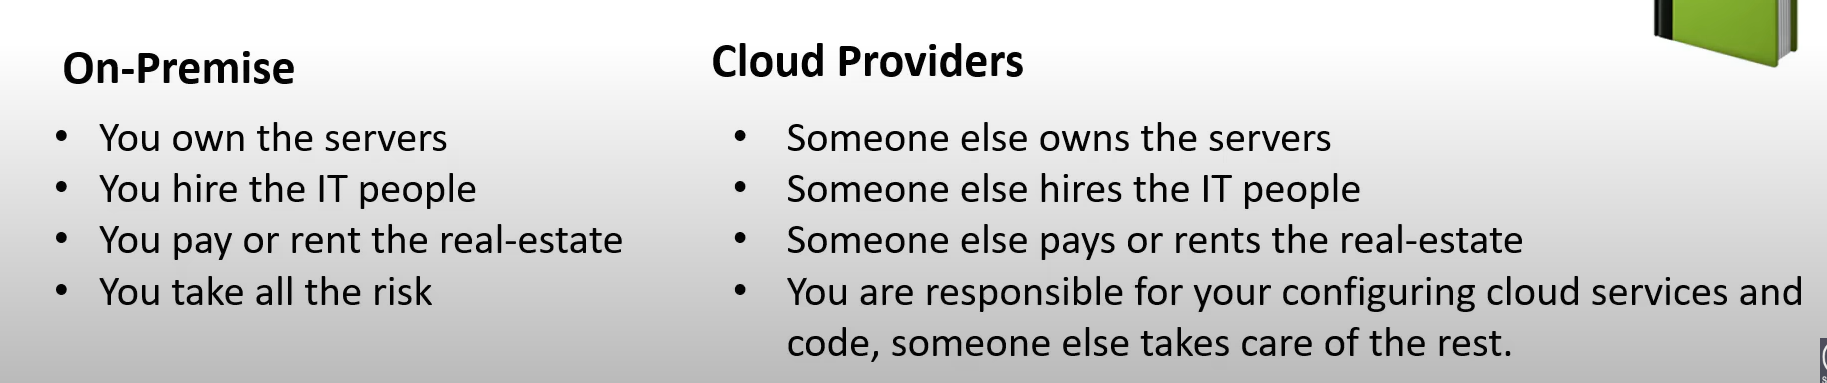 On-Premise
• You own the servers
• You hire the IT people
• You pay or rent the real-estate
• You take all the risk
Cloud Providers
• Someone else owns the servers
• Someone else hires the IT people
• Someone else pays or rents the real-estate
• You are responsible for your configuring cloud services and
code, someone else takes care of the rest.